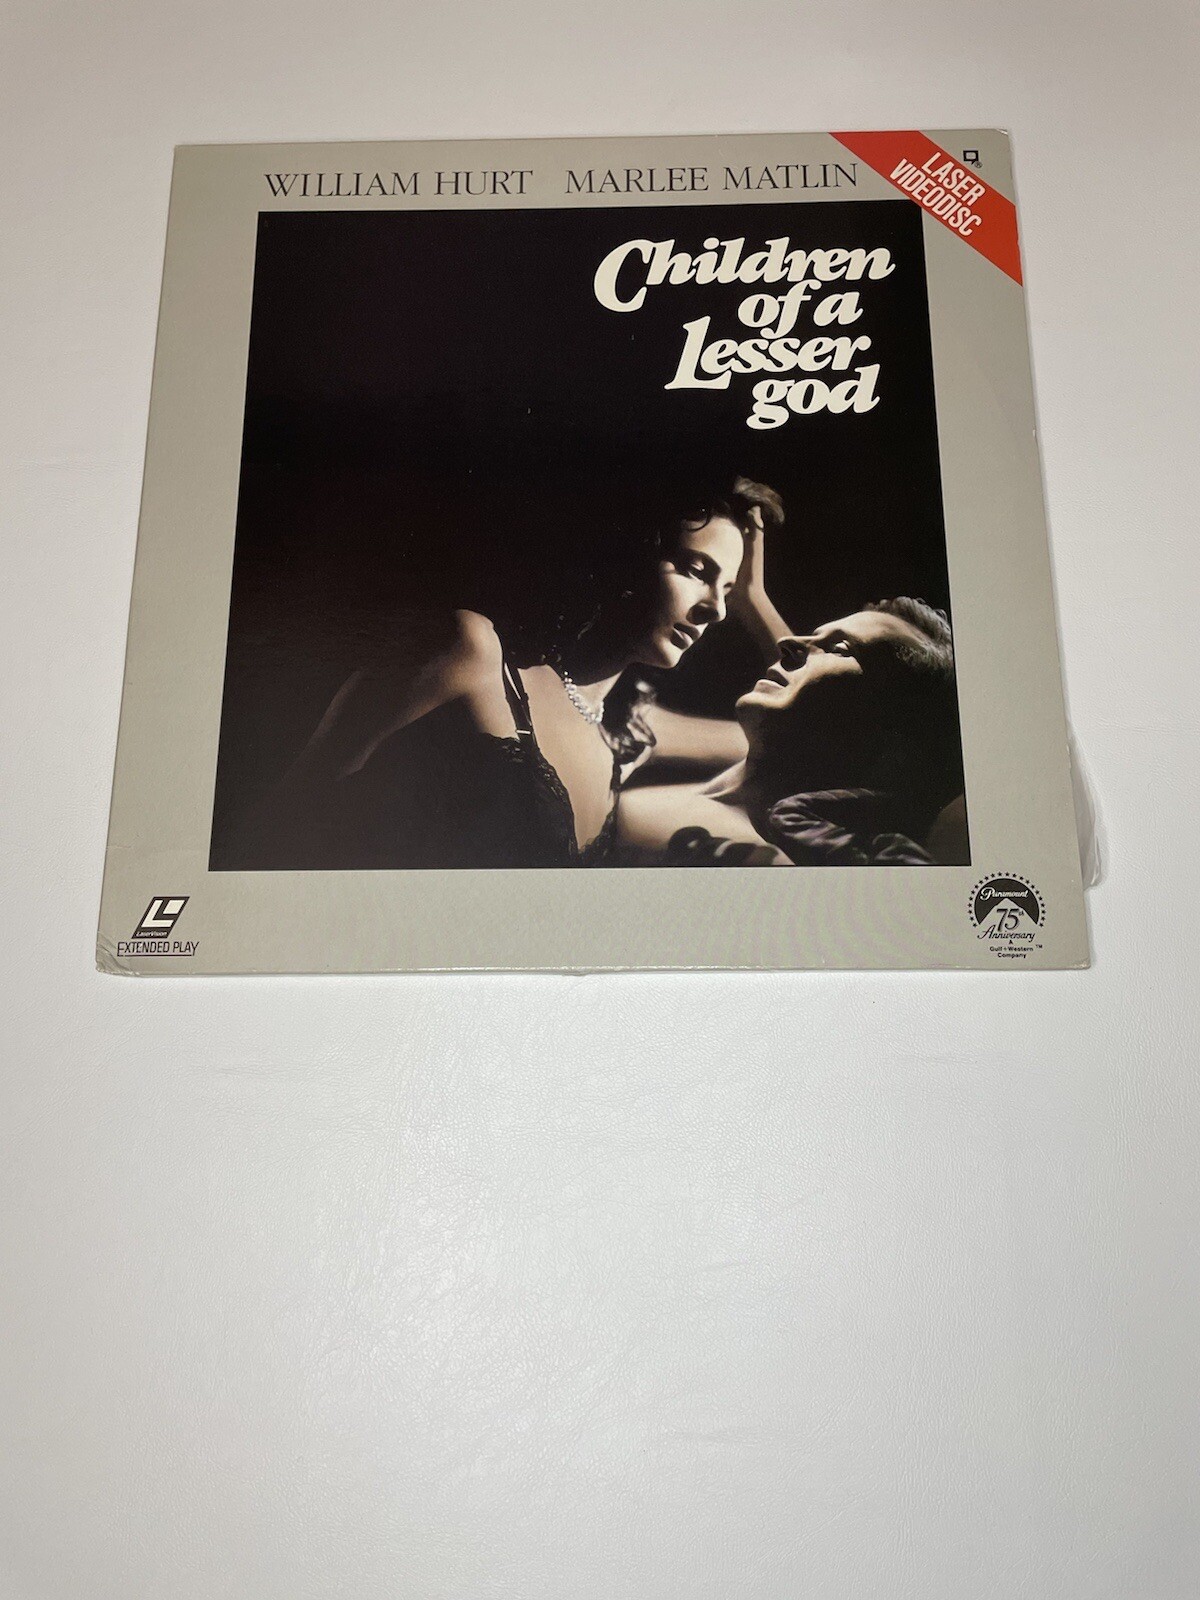 WILLIAM HURT MARLEE MATLIN
LASER
VIDEODISC
Children
of a
Lesser
god
LaserVision
EXTENDED PLAY
Paramount
75th
Anniversary
A
Gulf+Western
Company
TM